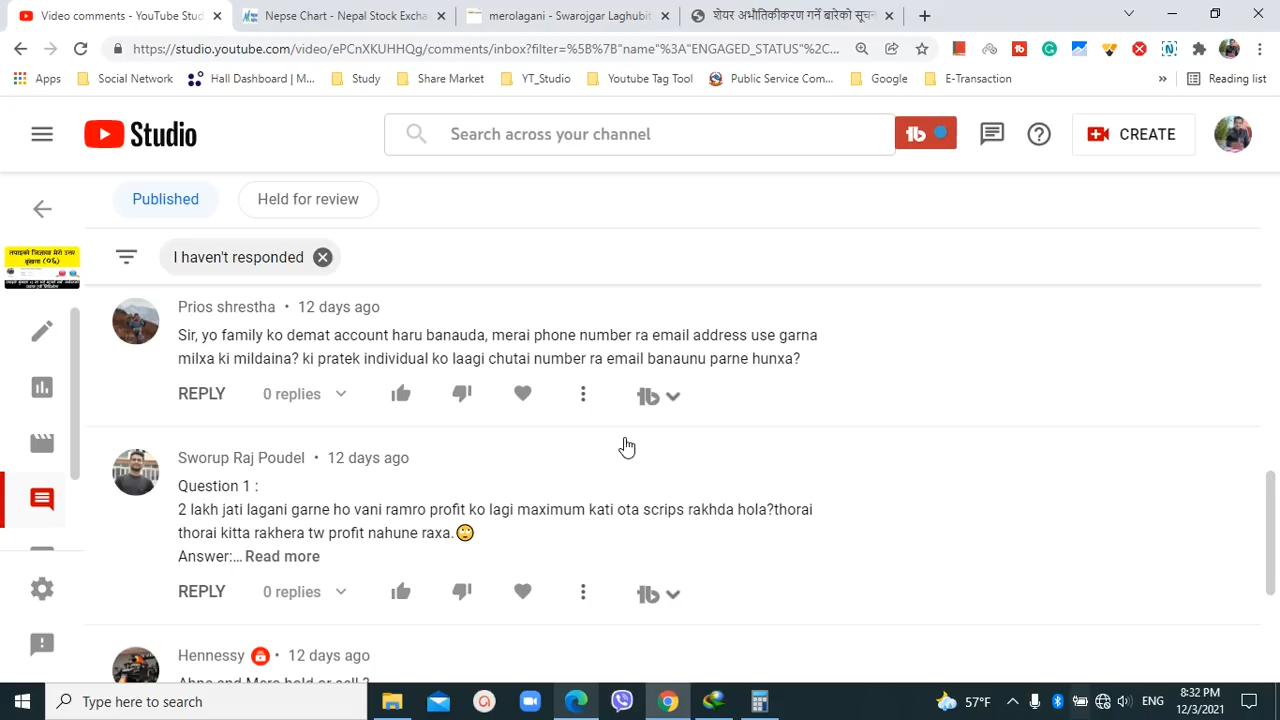 Video comments - YouTube Stud
Nepse Chart - Nepal Stock Excha
merolagani - Swarojgar Laghubit
शेयर अभौतिकीकरण गर्ने बारेको सूचन
https://studio.youtube.com/video/ePCnXKUHHQg/comments/inbox?filter=%5B%7B"name"%3A"ENGAGED_STATUS"%2C...
Apps
Social Network
Hall Dashboard | M...
Study
Share Market
YT_Studio
Youtube Tag Tool
Public Service Com...
Google
E-Transaction
»
Reading list
Studio
Search across your channel
CREATE
Published
Held for review
I haven't responded
तपाइको जिज्ञासा मेरो उत्तर
Prios shrestha • 12 days ago
Sir, yo family ko demat account haru banauda, merai phone number ra email address use garna
milxa ki mildaina? ki pratek individual ko laagi chutai number ra email banaunu parne hunxa?
REPLY
0 replies
Sworup Raj Poudel • 12 days ago
Question 1 :
2 lakh jati lagani garne ho vani ramro profit ko lagi maximum kati ota scrips rakhda hola?thorai
thorai kitta rakhera tw profit nahune raxa.🙄
Answer:... Read more
REPLY
0 replies
Hennessy • 12 days ago
Type here to search
57°F
ENG
8:32 PM
12/3/2021